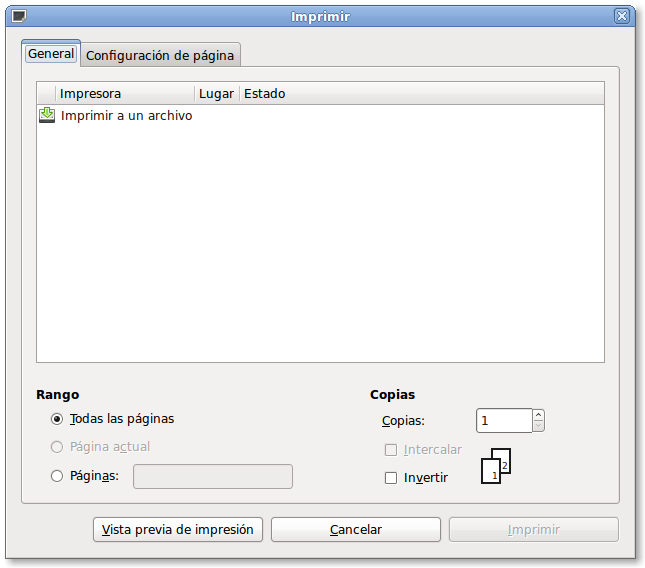 Imprimir
General Configuración de página
Impresora Lugar Estado
Imprimir a un archivo
Rango Copias
Todas las páginas Copias: 1
Página actual Intercalar
Páginas: Invertir
1 2
Vista previa de impresión Cancelar Imprimir